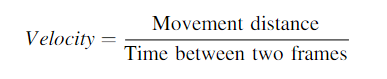 Velocity = Movement distance / Time between two frames